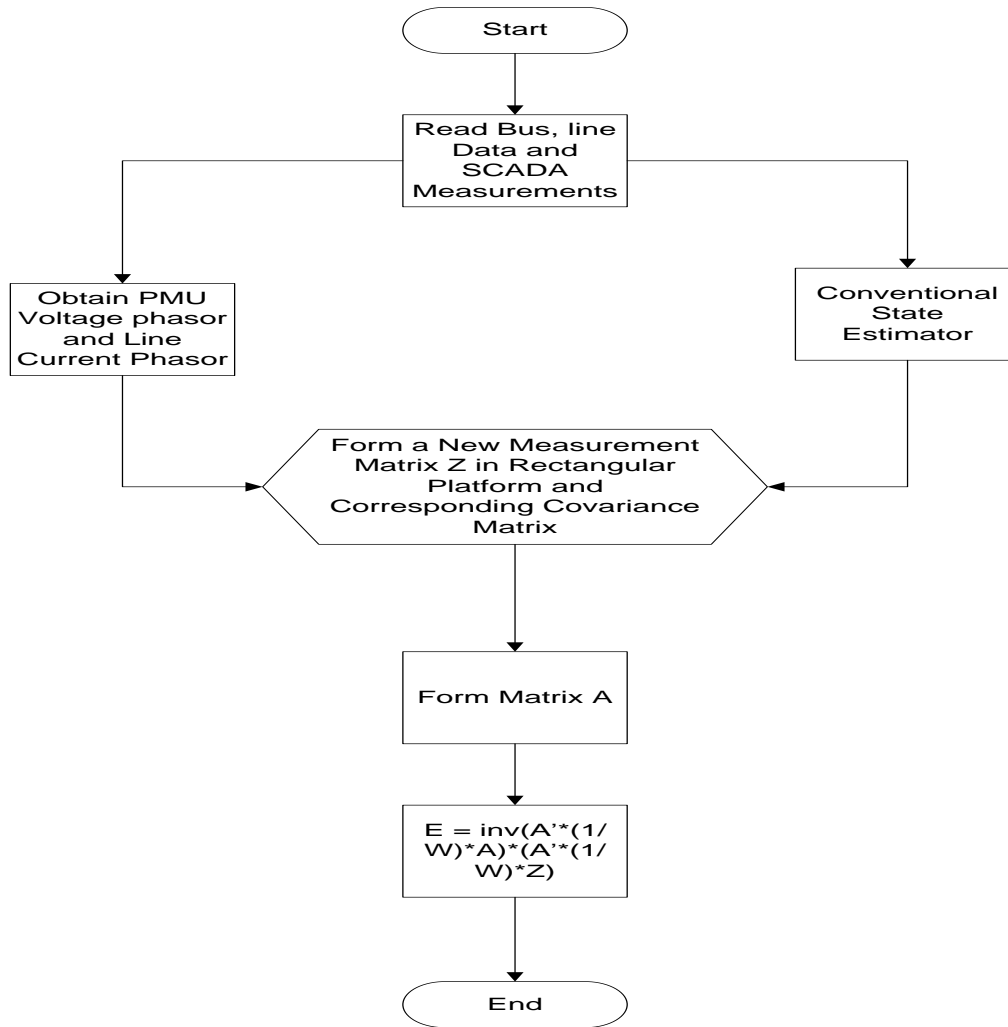 Start
Read Bus, line
Data and
SCADA
Measurements
Obtain PMU
Voltage phasor
and Line
Current Phasor
Conventional
State
Estimator
Form a New Measurement
Matrix Z in Rectangular
Platform and
Corresponding Covariance
Matrix
Form Matrix A
E = inv(A’*(1/
W)*A)*(A’*(1/
W)*Z)
End